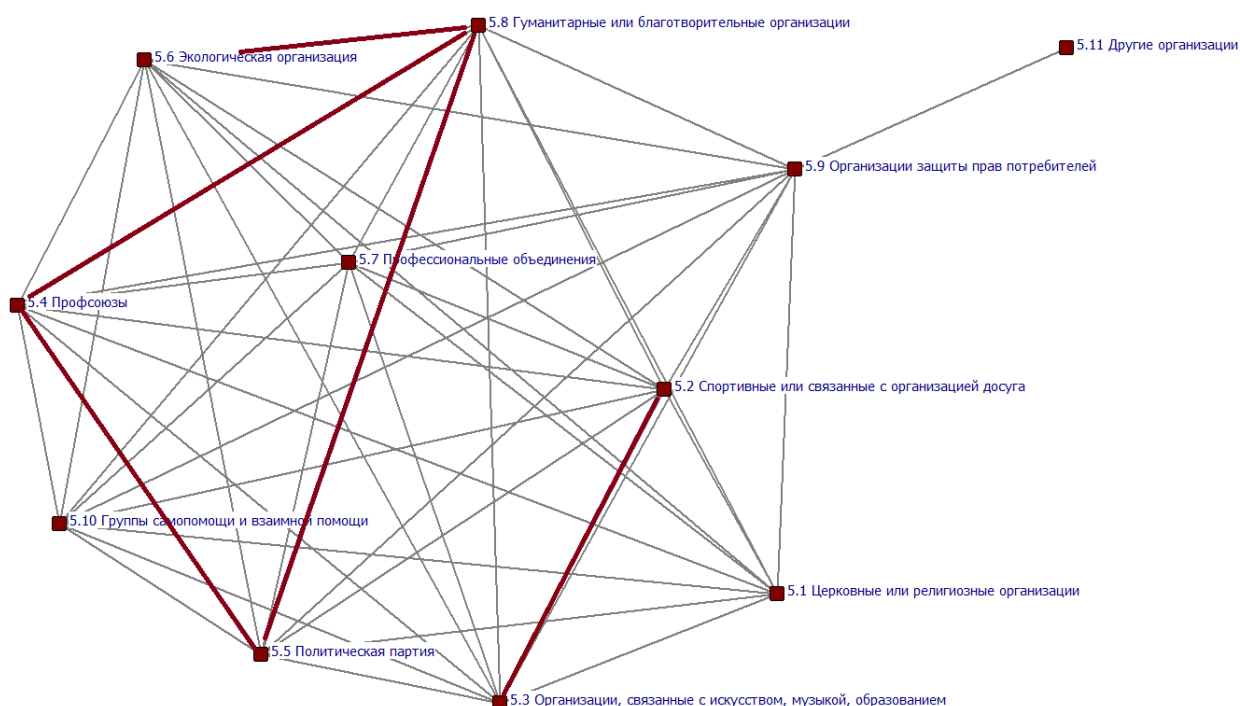 5.8 Гуманитарные или благотворительные организации
5.11 Другие организации
5.6 Экологическая организация
5.9 Организации защиты прав потребителей
5.7 Профессиональные объединения
5.4 Профсоюзы
5.2 Спортивные или связанные с организацией досуга
5.10 Группы самопомощи и взаимной помощи
5.1 Церковные или религиозные организации
5.5 Политическая партия
5.3 Организации, связанные с искусством, музыкой, образованием